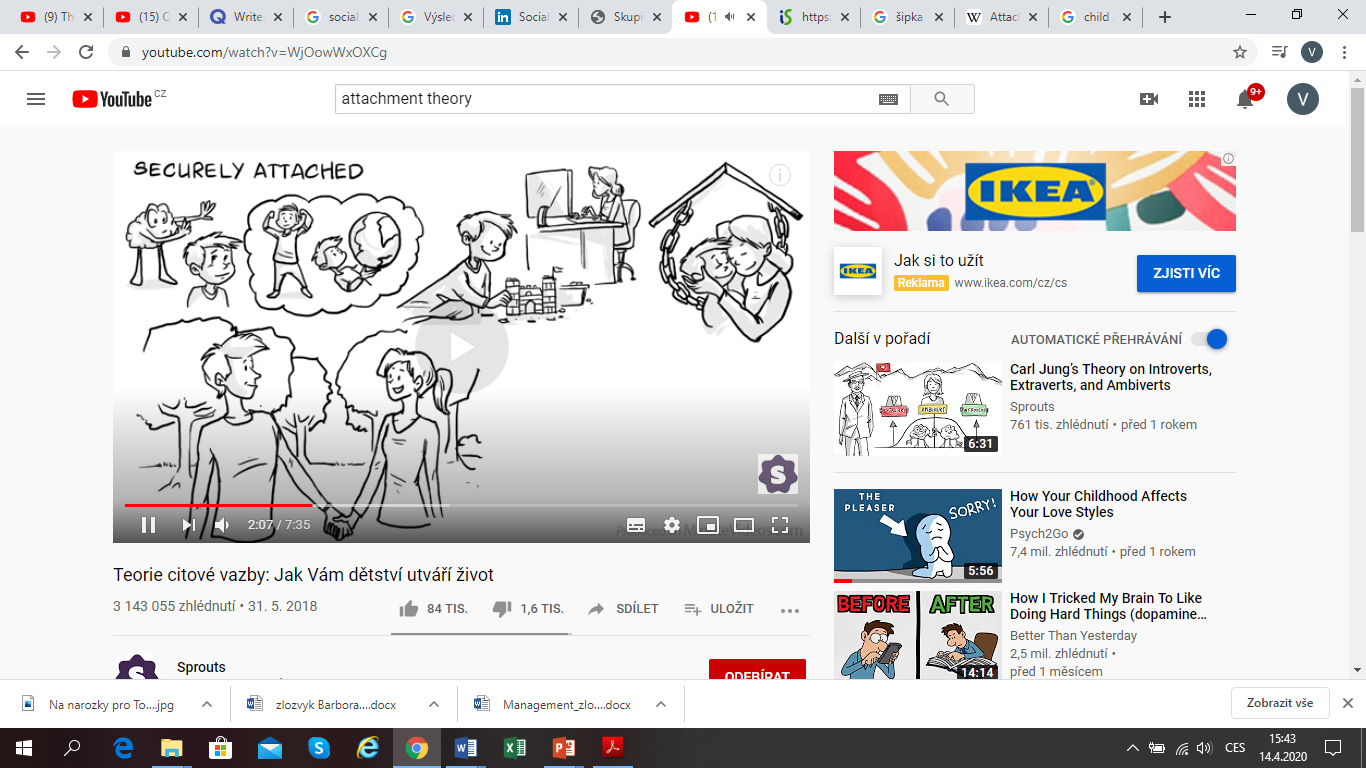 (9) Th
(15) C
Write
social
Výsled
Social
Skupi
(1
https:
šipka
Attacl
child
youtube.com/watch?v=WjOowWxOXCg
V
YouTube CZ
attachment theory
9+
V
SECURELY ATTACHED
2:07 / 7:35
Teorie citové vazby: Jak Vám dětství utváří život
3 143 055 zhlédnutí • 31. 5. 2018
84 TIS.
1,6 TIS.
SDÍLET
ULOŽIT
Sprouts
ODEBÍRAT
IKEA
IKEA
Jak si to užít
Reklama www.ikea.com/cz/cs
ZJISTI VÍC
Další v pořadí
AUTOMATICKÉ PŘEHRÁVÁNÍ
6:31
Carl Jung's Theory on Introverts,
Extraverts, and Ambiverts
Sprouts
761 tis. zhlédnutí • před 1 rokem
THE
PLEASER
SORRY!
5:56
How Your Childhood Affects
Your Love Styles
Psych2Go
7,4 mil. zhlédnutí • před 1 rokem
BEFORE
AFTER
14:14
How I Tricked My Brain To Like
Doing Hard Things (dopamine...
Better Than Yesterday
2,5 mil. zhlédnutí •
před 1 měsícem
Na narozky pro To....jpg
zlozvyk Barbora....docx
Management_zlo....docx
Zobrazit vše
CES
15:43
14.4.2020